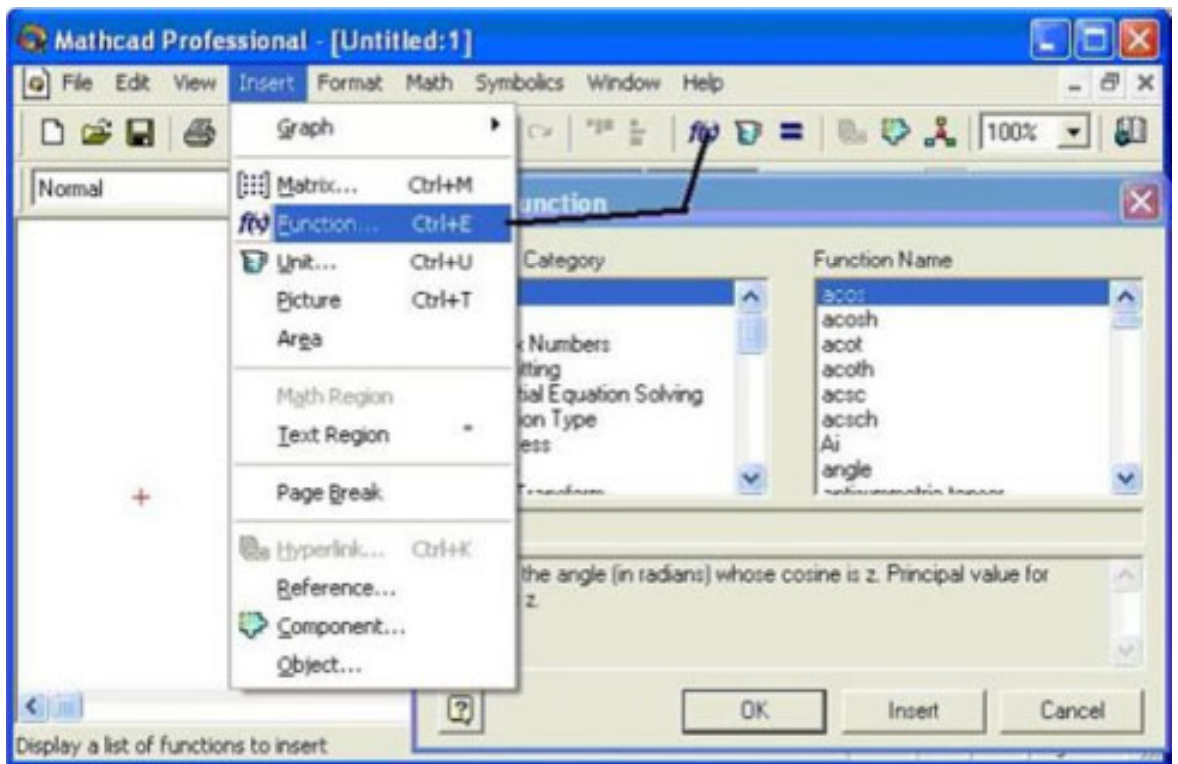 Mathcad Professional - [Untitled:1]
File Edit View Insert Format Math Symbolics Window Help
Graph
f(x) 100%
Normal
Matrix... Ctrl+M
f(x) Function... Ctrl+E
unction
Unit... Ctrl+U
Category
Function Name
Picture Ctrl+T
Area
Math Region
Text Region "
Page Break
Hyperlink... Ctrl+K
Reference...
Component...
Object...
Numbers
itting
ial Equation Solving
on Type
ess
acos
acosh
acot
acoth
acsc
acsch
Ai
angle
the angle (in radians) whose cosine is z. Principal value for
z.
OK Insert Cancel
Display a list of functions to insert